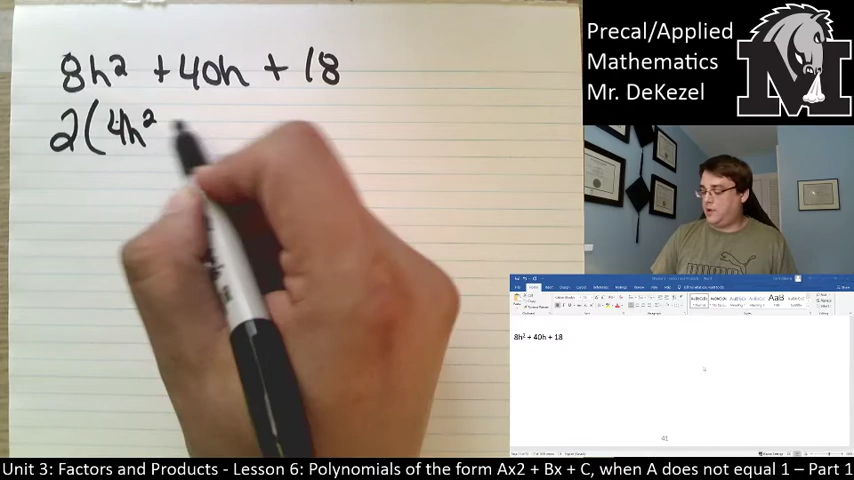 8h² + 40h + 18
2(4h²
Precal/Applied
Mathematics
Mr. DeKezel
M
8h² + 40h + 18
41
Unit 3: Factors and Products - Lesson 6: Polynomials of the form Ax2 + Bx + C, when A does not equal 1 – Part 1